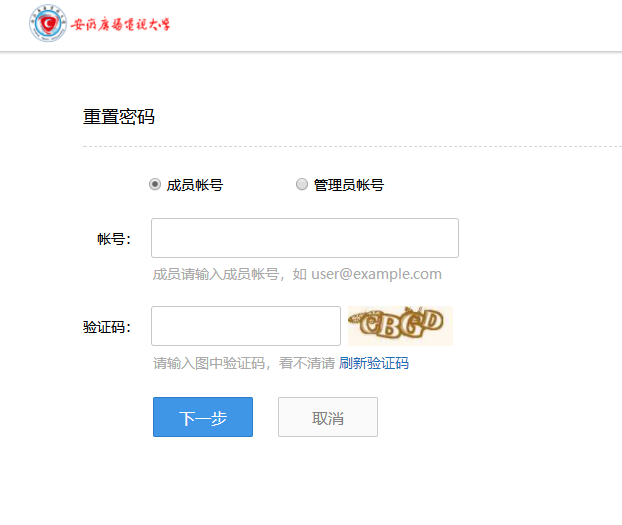 安徽广播电视大学
重置密码
成员帐号 管理员帐号
帐号：
成员请输入成员帐号，如 user@example.com
验证码：
请输入图中验证码，看不清请 刷新验证码
下一步 取消